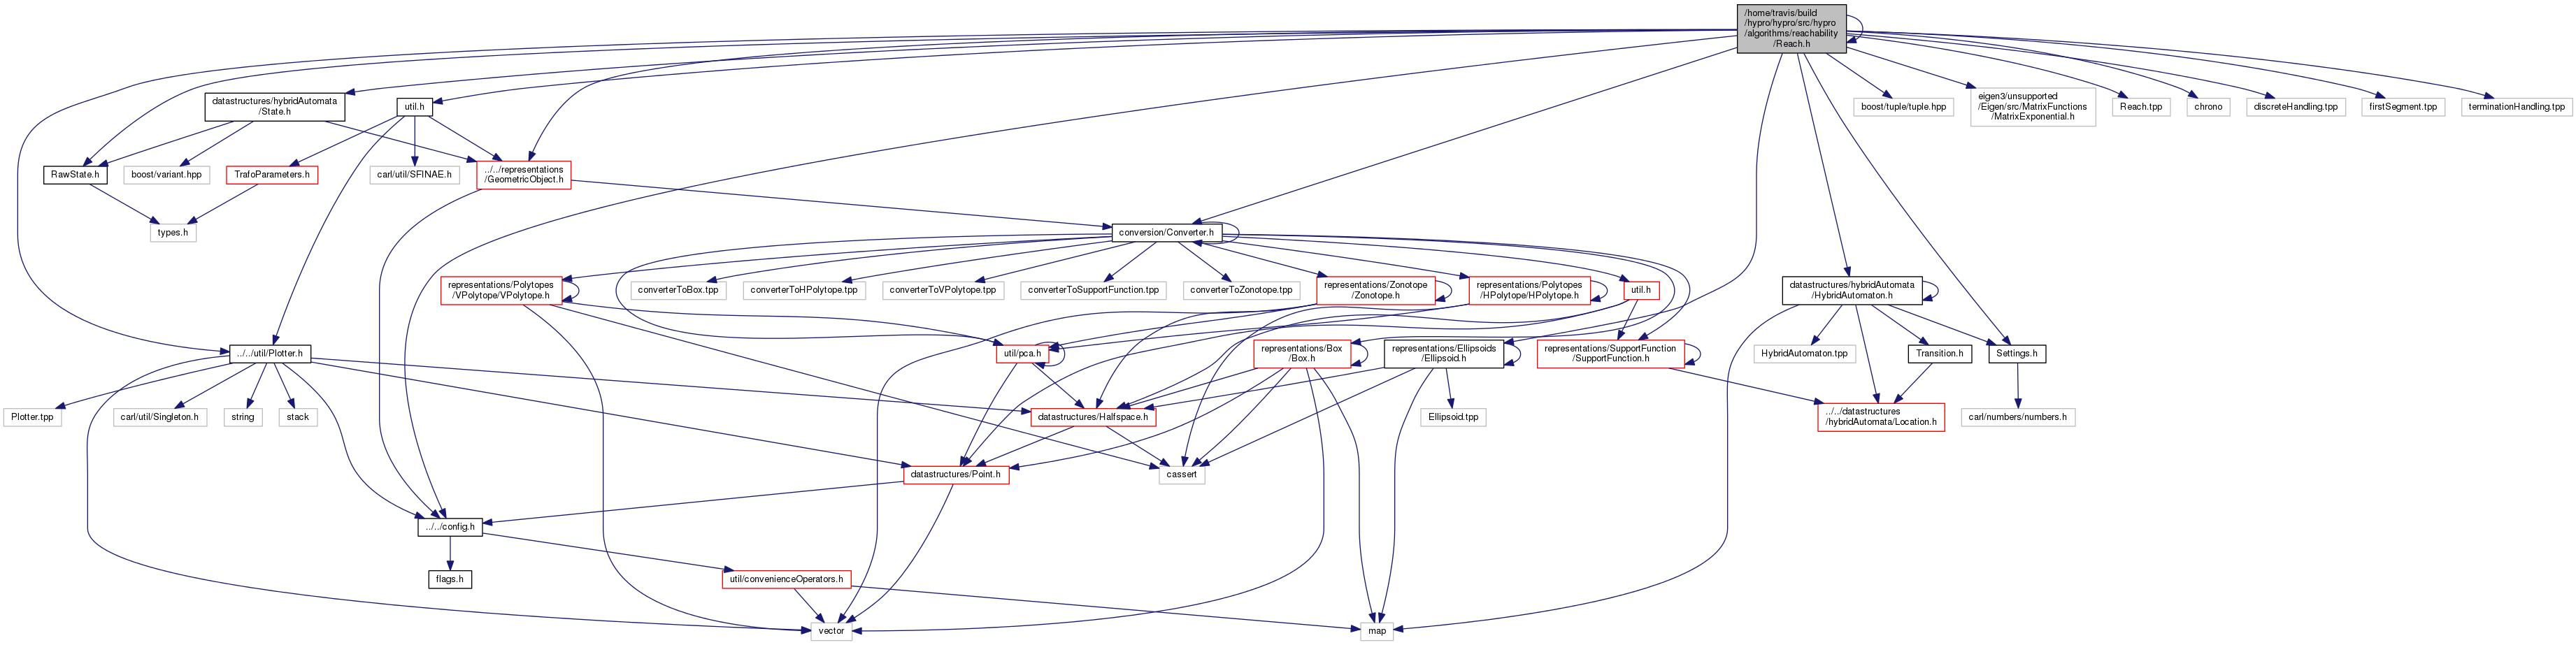 /home/travis/build
/hypro/hypro/src/hypro
/algorithms/reachability
/Reach.h
datastructures/hybridAutomata
/State.h
util.h
boost/tuple/tuple.hpp
eigen3/unsupported
/Eigen/src/MatrixFunctions
/MatrixExponential.h
Reach.tpp
chrono
discreteHandling.tpp
firstSegment.tpp
terminationHandling.tpp
RawState.h
boost/variant.hpp
TrafoParameters.h
carl/util/SFINAE.h
../../representations
/GeometricObject.h
types.h
conversion/Converter.h
representations/Polytopes
/VPolytope/VPolytope.h
converterToBox.tpp
converterToHPolytope.tpp
converterToVPolytope.tpp
converterToSupportFunction.tpp
converterToZonotope.tpp
representations/Zonotope
/Zonotope.h
representations/Polytopes
/HPolytope/HPolytope.h
util.h
datastructures/hybridAutomata
/HybridAutomaton.h
../../util/Plotter.h
util/pca.h
representations/Box
/Box.h
representations/Ellipsoids
/Ellipsoid.h
representations/SupportFunction
/SupportFunction.h
HybridAutomaton.tpp
Transition.h
Settings.h
Plotter.tpp
carl/util/Singleton.h
string
stack
datastructures/Halfspace.h
Ellipsoid.tpp
../../datastructures
/hybridAutomata/Location.h
carl/numbers/numbers.h
datastructures/Point.h
cassert
../../config.h
flags.h
util/convenienceOperators.h
vector
map